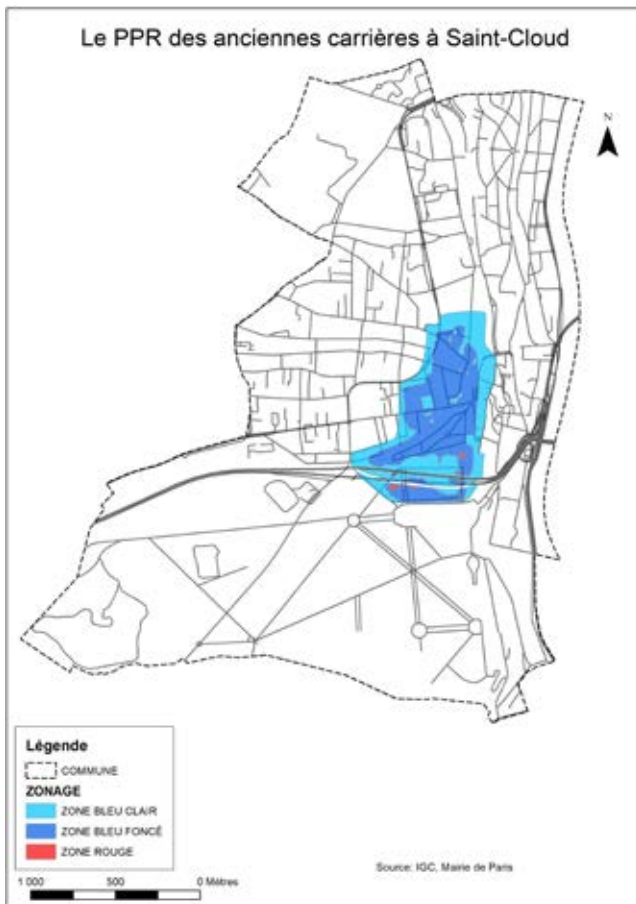 Le PPR des anciennes carrières à Saint-Cloud
N
Légende
COMMUNE
ZONAGE
ZONE BLEU CLAIR
ZONE BLEU FONCÉ
ZONE ROUGE
1 000 500 0 Mètres
Source: IGC, Mairie de Paris